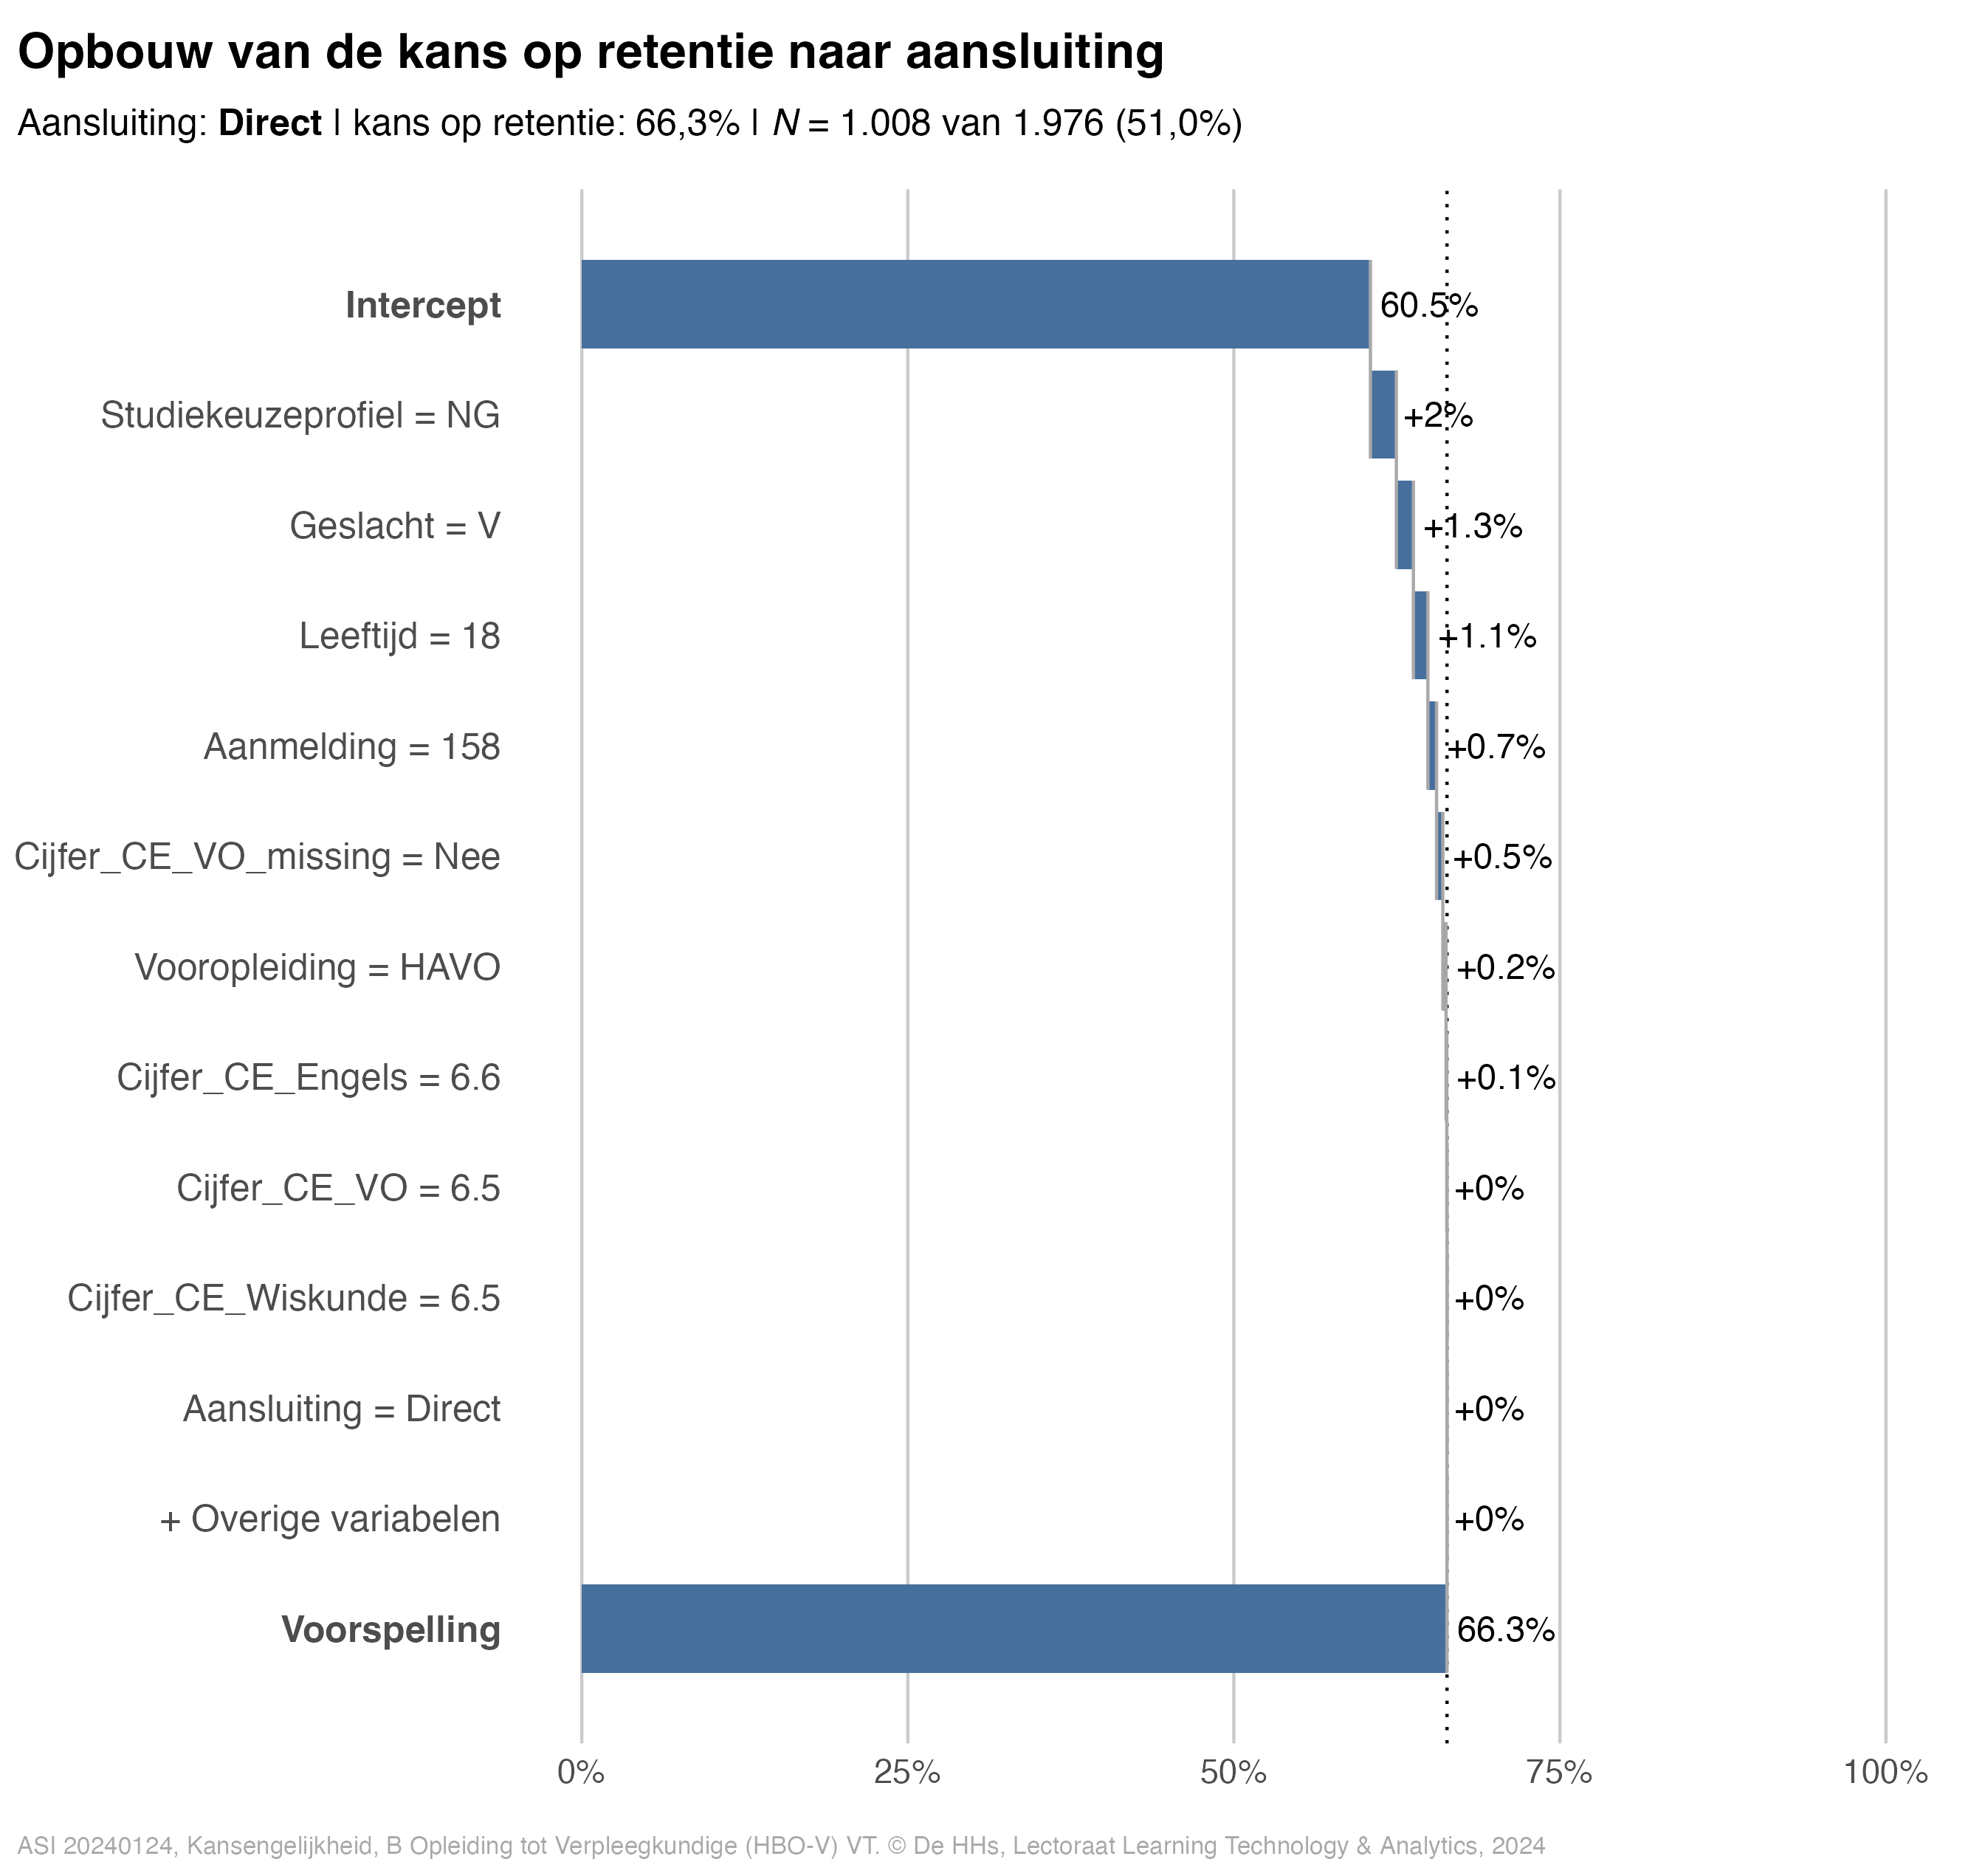 Opbouw van de kans op retentie naar aansluiting
Aansluiting: Direct | kans op retentie: 66,3% | N = 1.008 van 1.976 (51,0%)
Intercept 60.5%
Studiekeuzeprofiel = NG +2%
Geslacht = V +1.3%
Leeftijd = 18 +1.1%
Aanmelding = 158 +0.7%
Cijfer_CE_VO_missing = Nee +0.5%
Vooropleiding = HAVO +0.2%
Cijfer_CE_Engels = 6.6 +0.1%
Cijfer_CE_VO = 6.5 +0%
Cijfer_CE_Wiskunde = 6.5 +0%
Aansluiting = Direct +0%
+ Overige variabelen +0%
Voorspelling 66.3%
0% 25% 50% 75% 100%
ASI 20240124, Kansengelijkheid, B Opleiding tot Verpleegkundige (HBO-V) VT. © De HHs, Lectoraat Learning Technology & Analytics, 2024